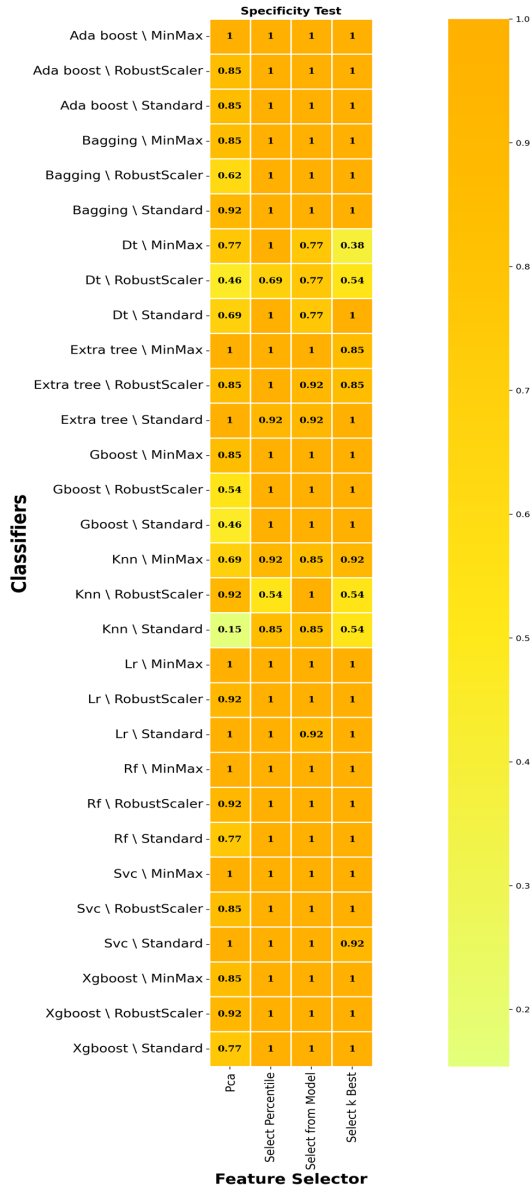 Specificity Test
Ada boost \ MinMax 1 1 1 1
Ada boost \ RobustScaler 0.85 1 1 1
Ada boost \ Standard 0.85 1 1 1
Bagging \ MinMax 0.85 1 1 1
Bagging \ RobustScaler 0.62 1 1 1
Bagging \ Standard 0.92 1 1 1
Dt \ MinMax 0.77 1 0.77 0.38
Dt \ RobustScaler 0.46 0.69 0.77 0.54
Dt \ Standard 0.69 1 0.77 1
Extra tree \ MinMax 1 1 1 0.85
Extra tree \ RobustScaler 0.85 1 0.92 0.85
Extra tree \ Standard 1 0.92 0.92 1
Gboost \ MinMax 0.85 1 1 1
Gboost \ RobustScaler 0.54 1 1 1
Gboost \ Standard 0.46 1 1 1
Knn \ MinMax 0.69 0.92 0.85 0.92
Knn \ RobustScaler 0.92 0.54 1 0.54
Knn \ Standard 0.15 0.85 0.85 0.54
Lr \ MinMax 1 1 1 1
Lr \ RobustScaler 0.92 1 1 1
Lr \ Standard 1 1 0.92 1
Rf \ MinMax 1 1 1 1
Rf \ RobustScaler 0.92 1 1 1
Rf \ Standard 0.77 1 1 1
Svc \ MinMax 1 1 1 1
Svc \ RobustScaler 0.85 1 1 1
Svc \ Standard 1 1 1 0.92
Xgboost \ MinMax 0.85 1 1 1
Xgboost \ RobustScaler 0.92 1 1 1
Xgboost \ Standard 0.77 1 1 1
Classifiers
Pca
Select Percentile
Select from Model
Select k Best
Feature Selector
1.0
0.9
0.8
0.7
0.6
0.5
0.4
0.3
0.2